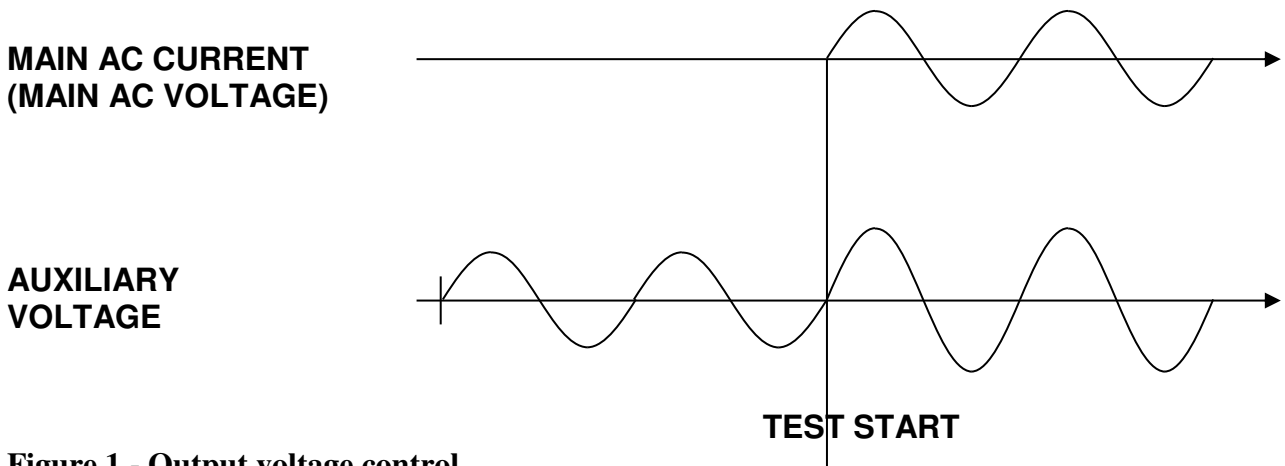 MAIN AC CURRENT
(MAIN AC VOLTAGE)
AUXILIARY
VOLTAGE
TEST START
Figure 1 - Output voltage control